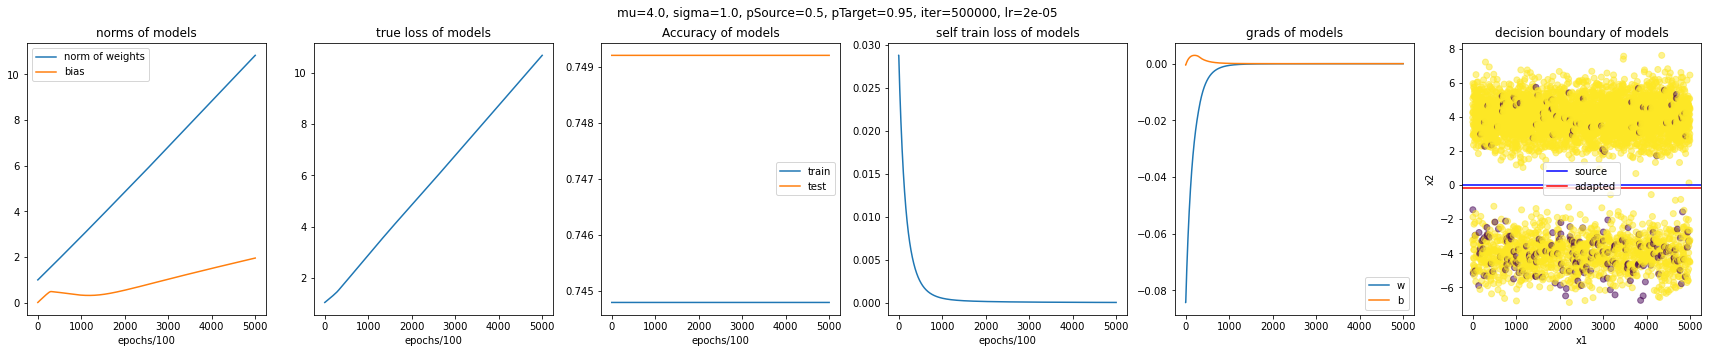 mu=4.0, sigma=1.0, pSource=0.5, pTarget=0.95, iter=500000, lr=2e-05
norms of models
norm of weights
bias
10
8
6
4
2
0
0 1000 2000 3000 4000 5000
epochs/100
true loss of models
10
8
6
4
2
0 1000 2000 3000 4000 5000
epochs/100
Accuracy of models
0.749
0.748
0.747
0.746
0.745
train
test
0 1000 2000 3000 4000 5000
epochs/100
self train loss of models
0.030
0.025
0.020
0.015
0.010
0.005
0.000
0 1000 2000 3000 4000 5000
epochs/100
grads of models
0.00
−0.02
−0.04
−0.06
−0.08
w
b
0 1000 2000 3000 4000 5000
decision boundary of models
8
6
4
2
0
−2
−4
−6
x2
source
adapted
0 1000 2000 3000 4000 5000
x1